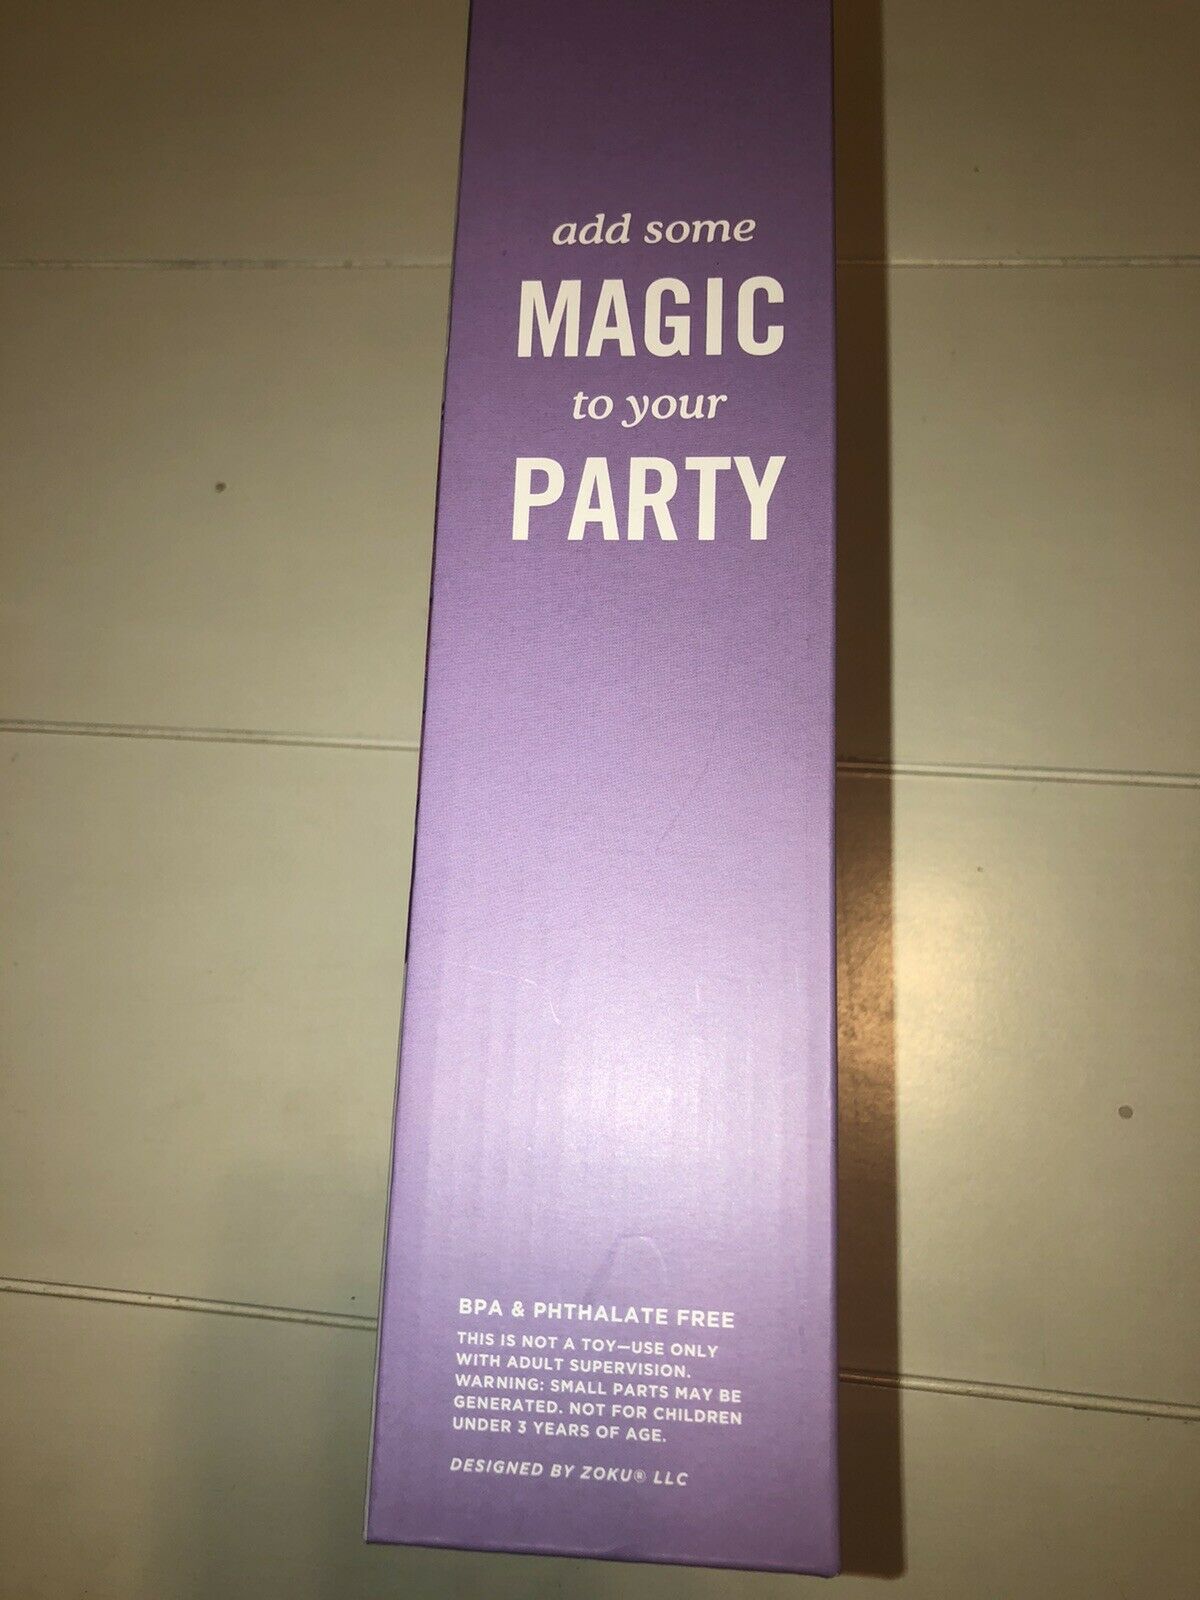 add some
MAGIC
to your
PARTY
BPA & PHTHALATE FREE
THIS IS NOT A TOY—USE ONLY
WITH ADULT SUPERVISION.
WARNING: SMALL PARTS MAY BE
GENERATED. NOT FOR CHILDREN
UNDER 3 YEARS OF AGE.
DESIGNED BY ZOKU® LLC